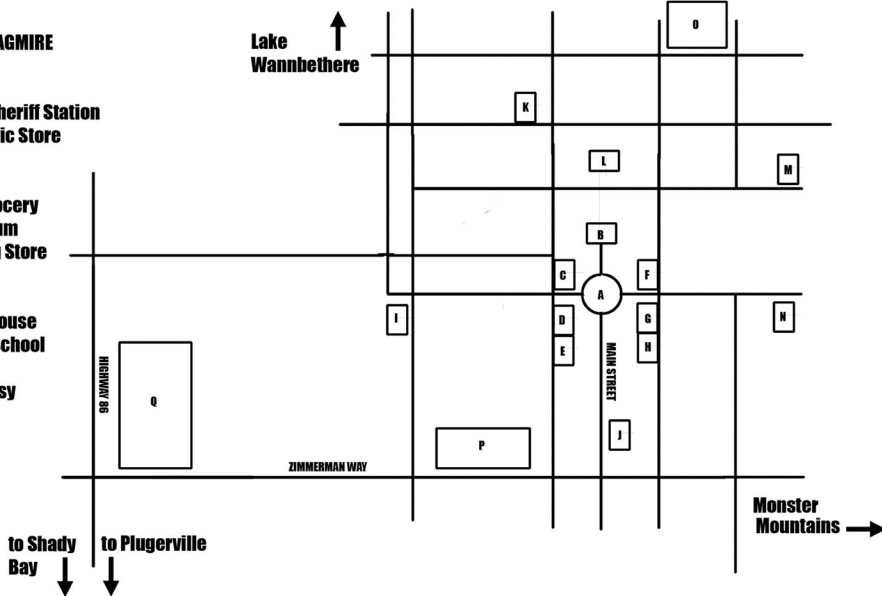 AGMIRE
Lake
Wannbethere
heriff Station
ic Store
ocery
um
g Store
ouse
chool
sy
O
K
L
M
B
C
F
A
I
D
G
N
E
H
J
P
Q
HIGHWAY 86
MAIN STREET
ZIMMERMAN WAY
Monster
Mountains
to Shady
Bay
to Plugerville